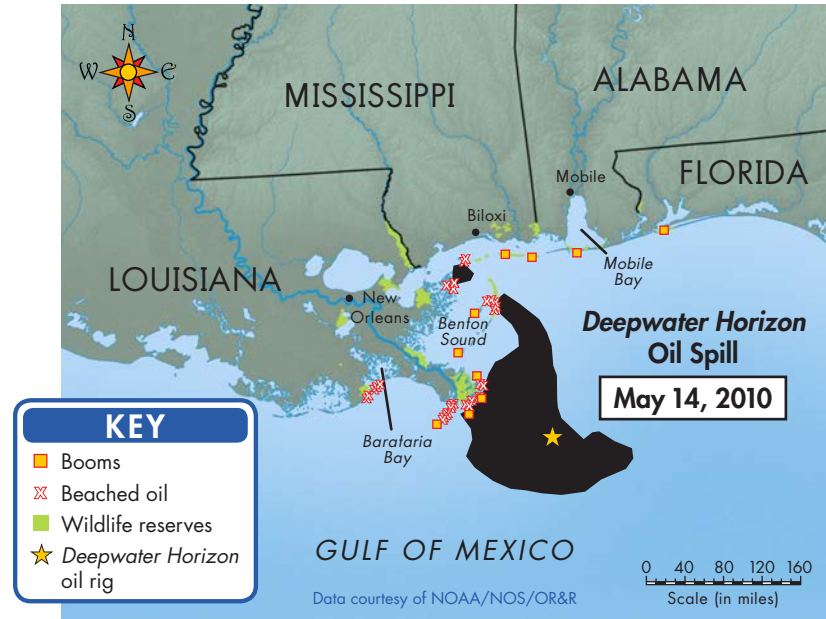 N
W E
S
MISSISSIPPI
ALABAMA
FLORIDA
LOUISIANA
Mobile
Biloxi
Mobile
Bay
New
Orleans
Benton
Sound
Barataria
Bay
Deepwater Horizon
Oil Spill
May 14, 2010
KEY
Booms
Beached oil
Wildlife reserves
Deepwater Horizon
oil rig
GULF OF MEXICO
Data courtesy of NOAA/NOS/OR&R
0 40 80 120 160
Scale (in miles)